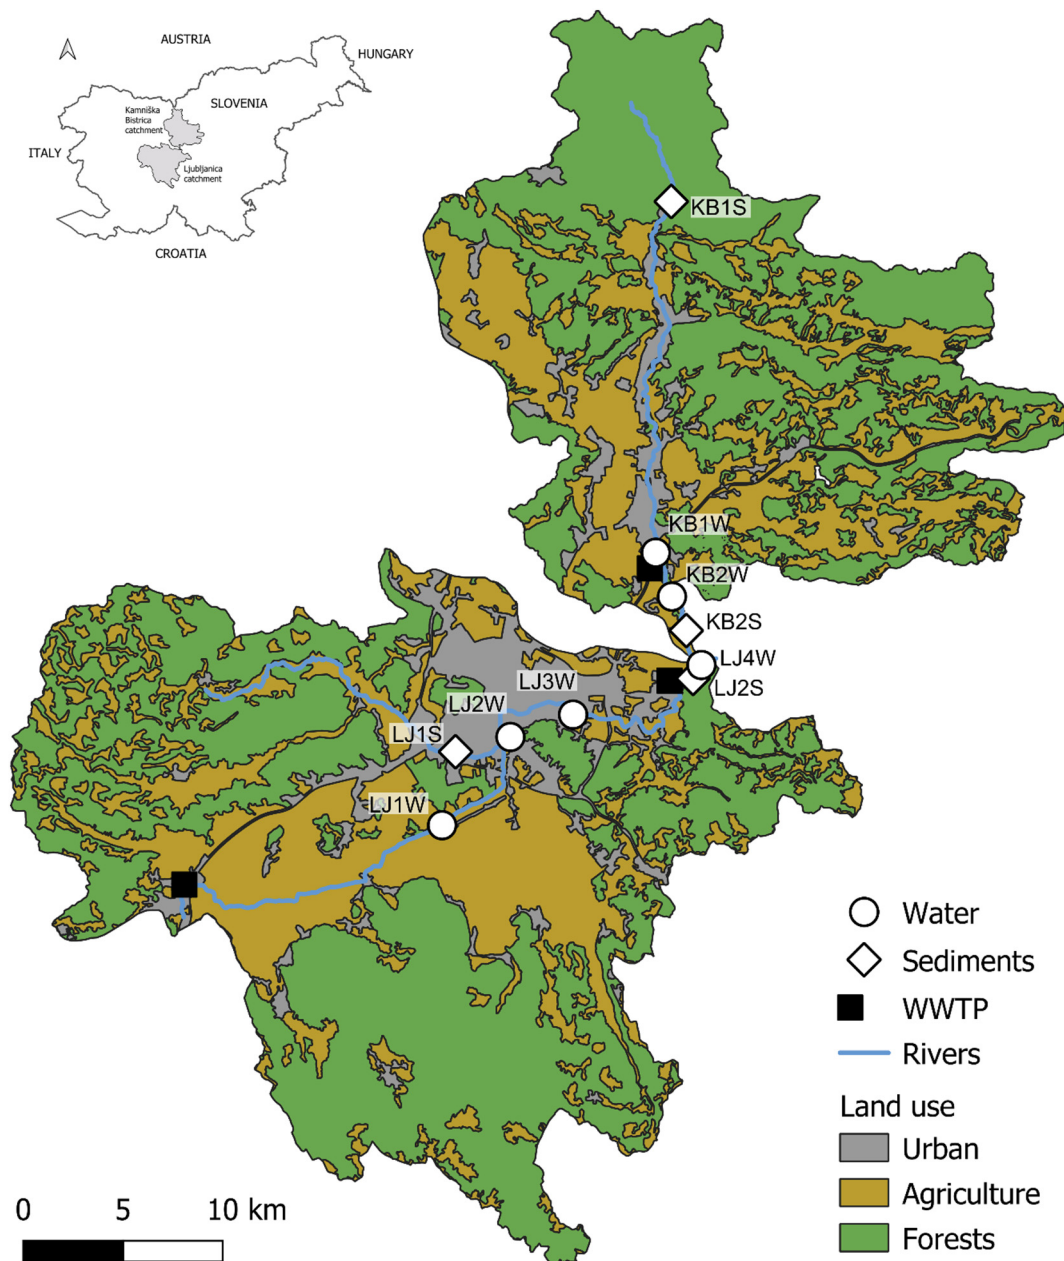 AUSTRIA
HUNGARY
SLOVENIA
Kamniška
Bistrica
catchment
ITALY
Ljubljanica
catchment
CROATIA
KB1S
KB1W
KB2W
KB2S
LJ4W
LJ2S
LJ3W
LJ2W
LJ1S
LJ1W
Water
Sediments
WWTP
Rivers
Land use
Urban
Agriculture
Forests
0 5 10 km